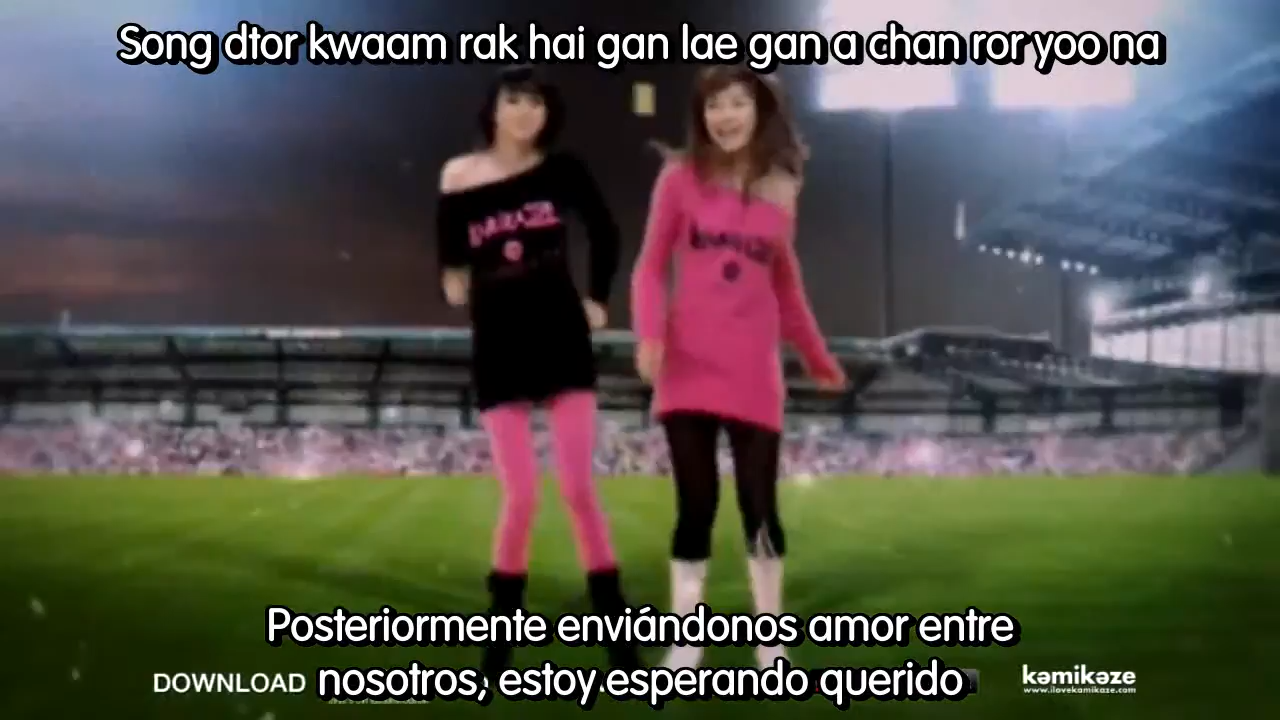 Song dtor kwaam rak hai gan lae gan a chan ror yoo na
Posteriormente enviándonos amor entre
nosotros, estoy esperando querido
DOWNLOAD
kamikaze
www.ilovekamikaze.com